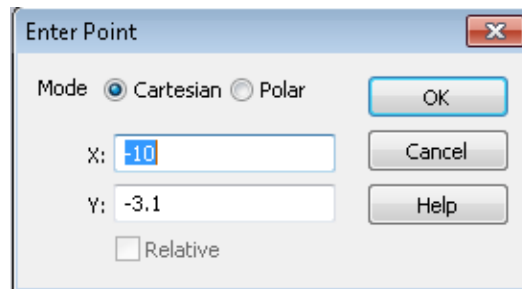 Enter Point
Mode Cartesian Polar OK
X: -10 Cancel
Y: -3.1 Help
Relative